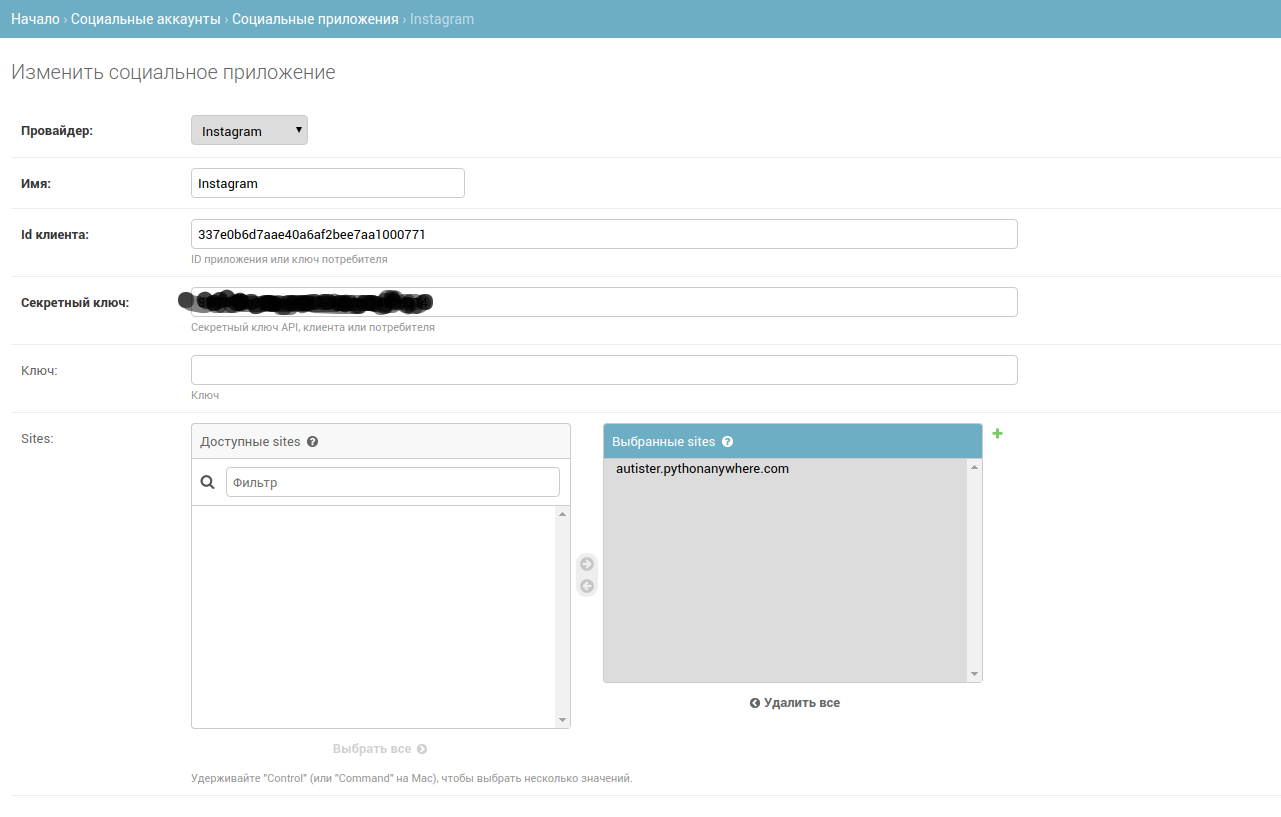 Начало › Социальные аккаунты › Социальные приложения › Instagram
Изменить социальное приложение
Провайдер: Instagram
Имя: Instagram
Id клиента: 337e0b6d7aae40a6af2bee7aa1000771
ID приложения или ключ потребителя
Секретный ключ:
Секретный ключ API, клиента или потребителя
Ключ:
Ключ
Sites:
Доступные sites
Фильтр
Выбрать все
Выбранные sites
autister.pythonanywhere.com
Удалить все
Удерживайте "Control" (или "Command" на Mac), чтобы выбрать несколько значений.